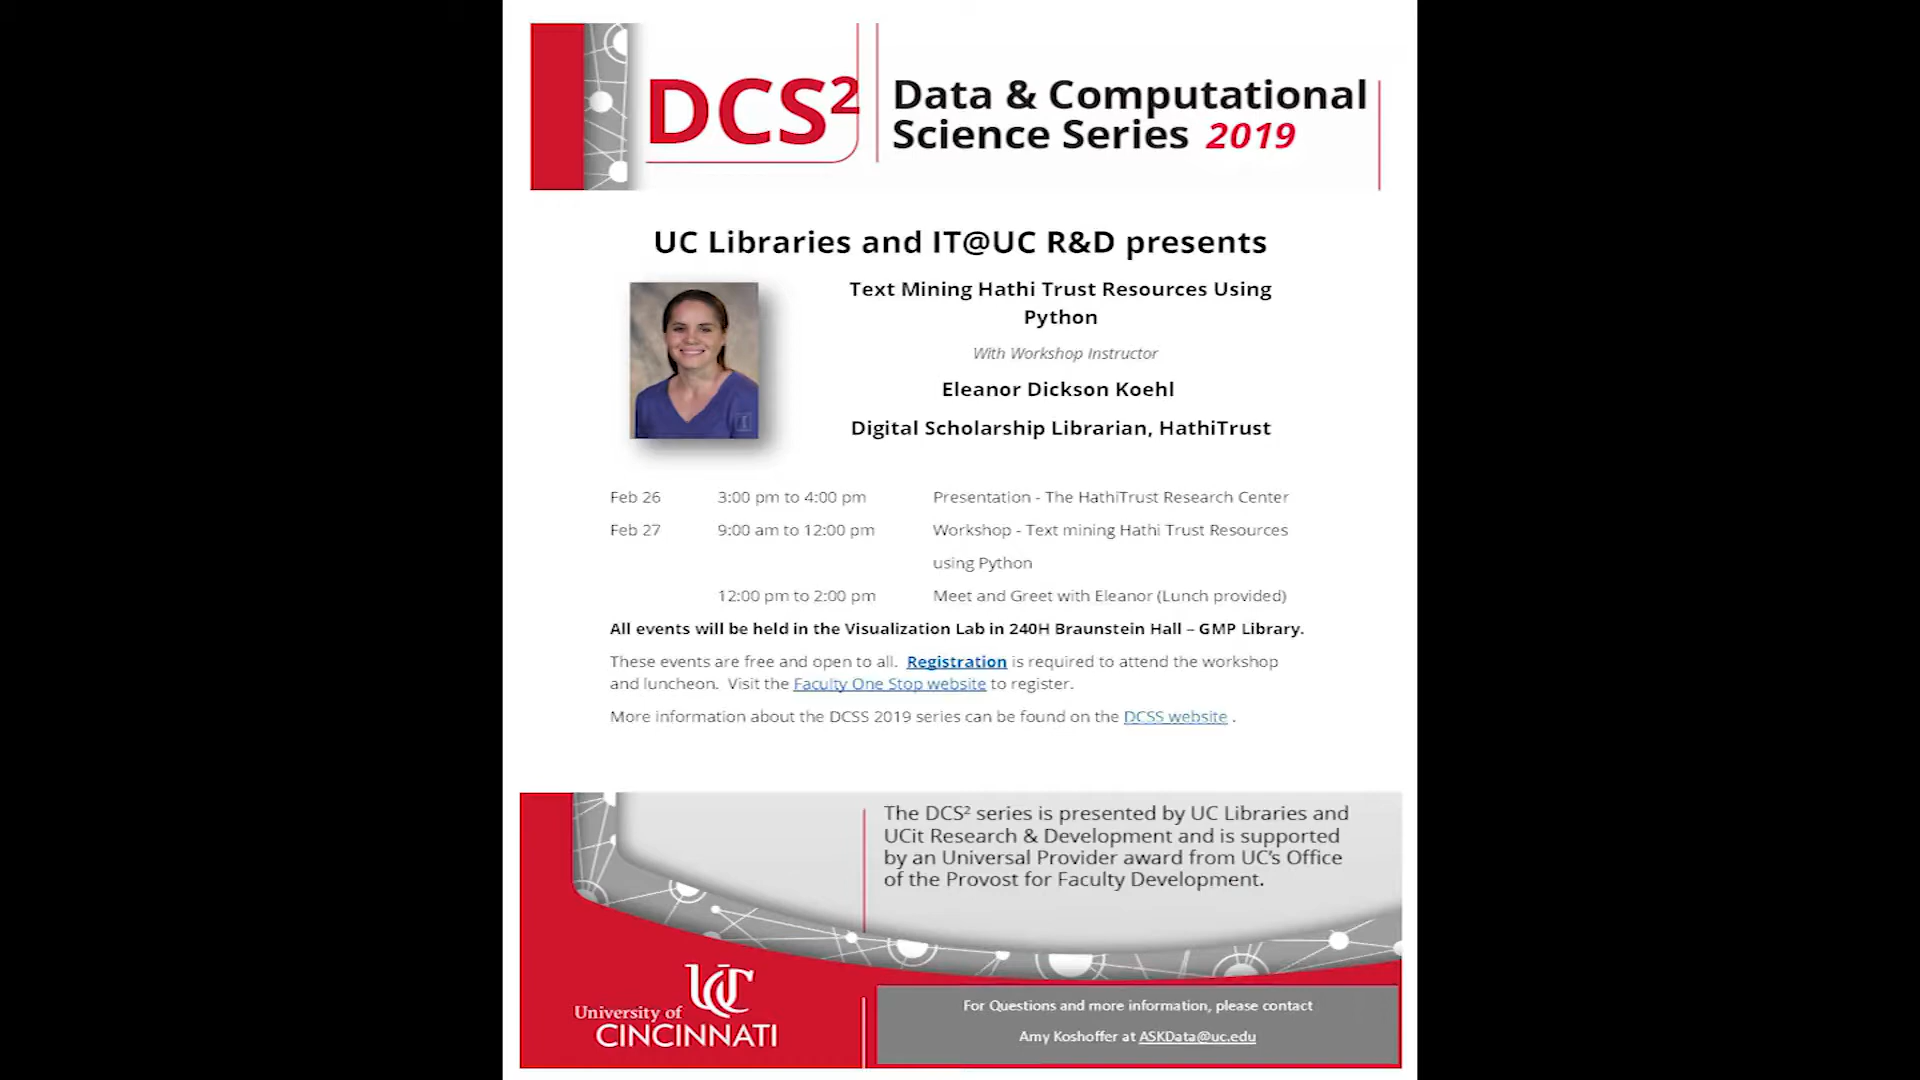 DCS²
Data & Computational
Science Series 2019
UC Libraries and IT@UC R&D presents
Text Mining Hathi Trust Resources Using
Python
With Workshop Instructor
Eleanor Dickson Koehl
Digital Scholarship Librarian, HathiTrust
Feb 26 3:00 pm to 4:00 pm Presentation - The HathiTrust Research Center
Feb 27 9:00 am to 12:00 pm Workshop - Text mining Hathi Trust Resources
using Python
12:00 pm to 2:00 pm Meet and Greet with Eleanor (Lunch provided)
All events will be held in the Visualization Lab in 240H Braunstein Hall – GMP Library.
These events are free and open to all. Registration is required to attend the workshop
and luncheon. Visit the Faculty One Stop website to register.
More information about the DCSS 2019 series can be found on the DCSS website .
The DCS² series is presented by UC Libraries and
UCit Research & Development and is supported
by an Universal Provider award from UC's Office
of the Provost for Faculty Development.
UC
University of
CINCINNATI
For Questions and more information, please contact
Amy Koshoffer at ASKData@uc.edu